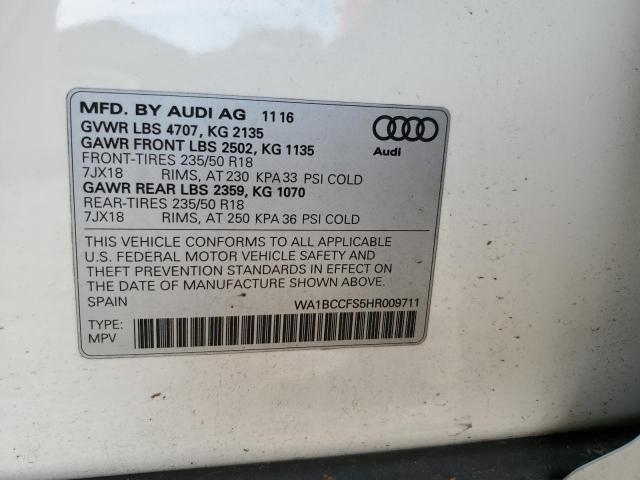 MFD. BY AUDI AG 11 16
GVWR LBS 4707, KG 2135
GAWR FRONT LBS 2502, KG 1135
FRONT-TIRES 235/50 R18
7JX18 RIMS, AT 230 KPA 33 PSI COLD
GAWR REAR LBS 2359, KG 1070
REAR-TIRES 235/50 R18
7JX18 RIMS, AT 250 KPA 36 PSI COLD
Audi
THIS VEHICLE CONFORMS TO ALL APPLICABLE
U.S. FEDERAL MOTOR VEHICLE SAFETY AND
THEFT PREVENTION STANDARDS IN EFFECT ON
THE DATE OF MANUFACTURE SHOWN ABOVE.
SPAIN WA1BCCFS5HR009711
TYPE:
MPV